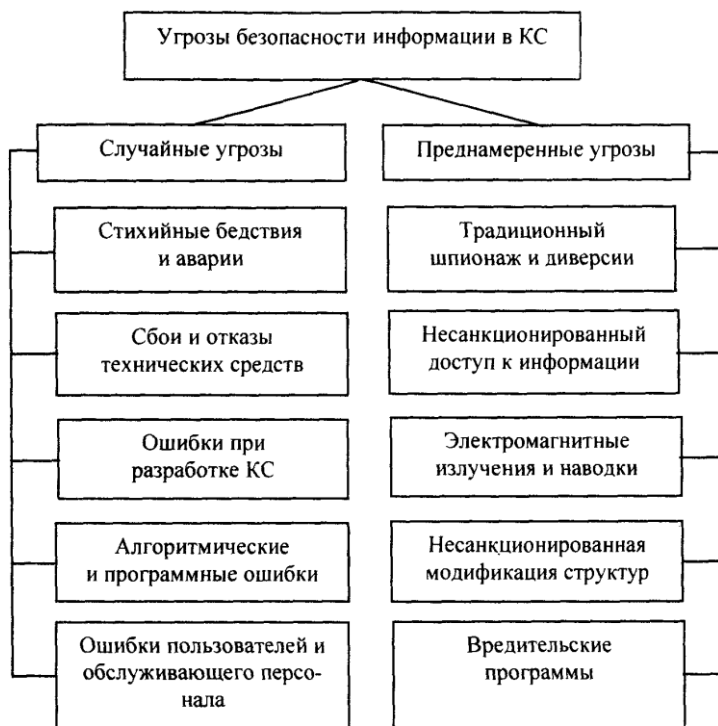 Угрозы безопасности информации в КС
Случайные угрозы
Преднамеренные угрозы
Стихийные бедствия
и аварии
Традиционный
шпионаж и диверсии
Сбои и отказы
технических средств
Несанкционированный
доступ к информации
Ошибки при
разработке КС
Электромагнитные
излучения и наводки
Алгоритмические
и программные ошибки
Несанкционированная
модификация структур
Ошибки пользователей и
обслуживающего персо-
нала
Вредительские
программы